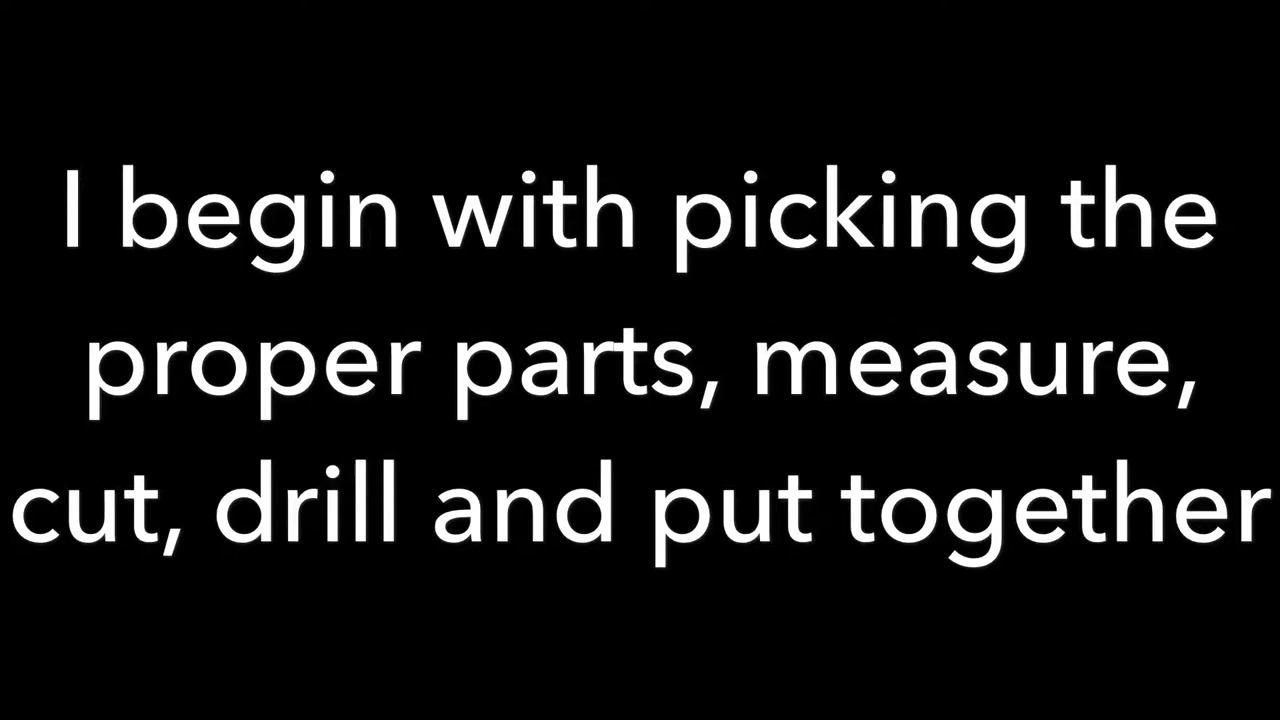 I begin with picking the
proper parts, measure,
cut, drill and put together